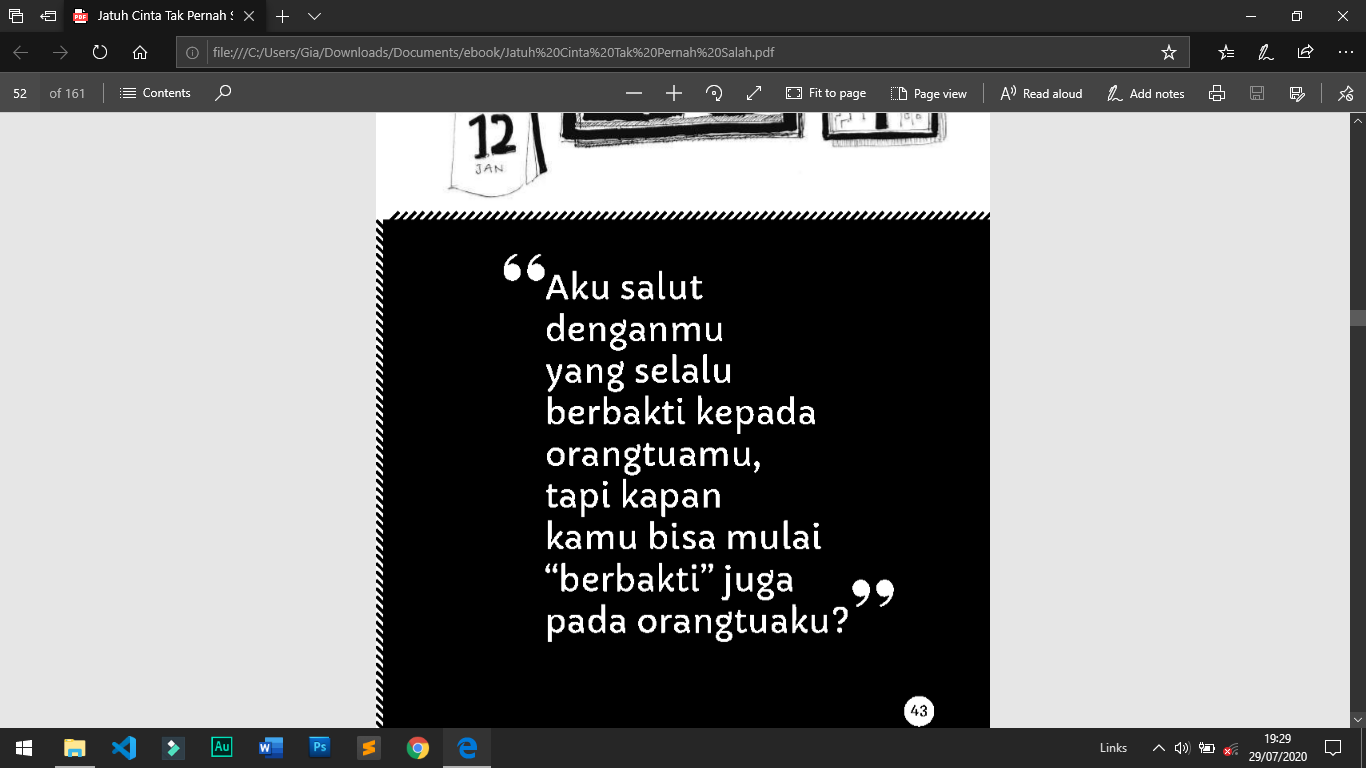 Jatuh Cinta Tak Pernah S
file:///C:/Users/Gia/Downloads/Documents/ebook/Jatuh%20Cinta%20Tak%20Pernah%20Salah.pdf
52 of 161 Contents Fit to page Page view Read aloud Add notes
12
JAN
“Aku salut
denganmu
yang selalu
berbakti kepada
orangtuamu,
tapi kapan
kamu bisa mulai
“berbakti” juga
pada orangtuaku?”
43
Links 19:29
29/07/2020